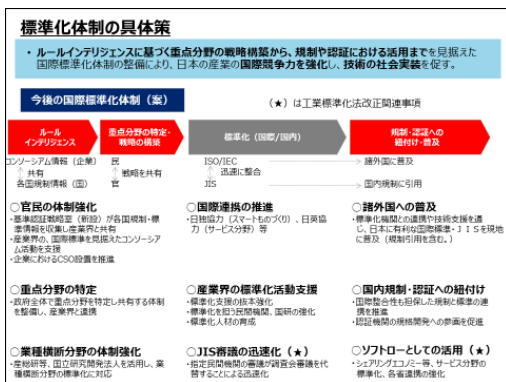 標準化体制の具体策
・ルールインテリジェンスに基づく重点分野の戦略構築から、規制や認証における活用までを見据えた
国際標準化体制の整備により、日本の産業の国際競争力を強化し、技術の社会実装を促す。
今後の国際標準化体制(案)
(★)は工業標準化法改正関連事項
ルール
インテリジェンス
重点分野の特定・
戦略の構築
標準化(国際/国内)
規制・認証への
紐付け・普及
コンソーシアム情報(企業)
共有
各国規制情報(国)
民
戦略を共有
官
ISO/IEC
迅速に整合
JIS
諸外国に普及
国内規制に引用
○官民の体制強化
・基準認証戦略室(新設)が各国規制・標
準情報を収集し産業界と共有
・産業界の、国際標準を見据えたコンソーシ
アム活動を支援
・企業におけるCSO設置を推進
○国際連携の推進
・日独協力(スマートものづくり)、日英協
力(サービス分野)等
○諸外国への普及
・標準化機関との連携や技術支援を通
じ、日本に有利な国際標準・JISを現地
に普及(規制引用を含む。)
○重点分野の特定
・政府全体で重点分野を特定し共有する体制
を整備し、産業界と連携
○産業界の標準化活動支援
・標準化支援の抜本強化
・標準化を担う民間機関、国研の強化
・標準化人材の育成
○国内規制・認証への紐付け
・国際整合性も担保した規制と標準の連
携を推進
・認証機関の規格開発への参画を促進
○業種横断分野の体制強化
・産総研等、国立研究開発法人を活用し、業
種横断分野の標準化に対応
○JIS審議の迅速化(★)
・指定民間機関の審議が調査会審議を代
替することによる迅速化
○ソフトローとしての活用(★)
・シェアリングエコノミー等、サービス分野の
標準化、各省連携の強化